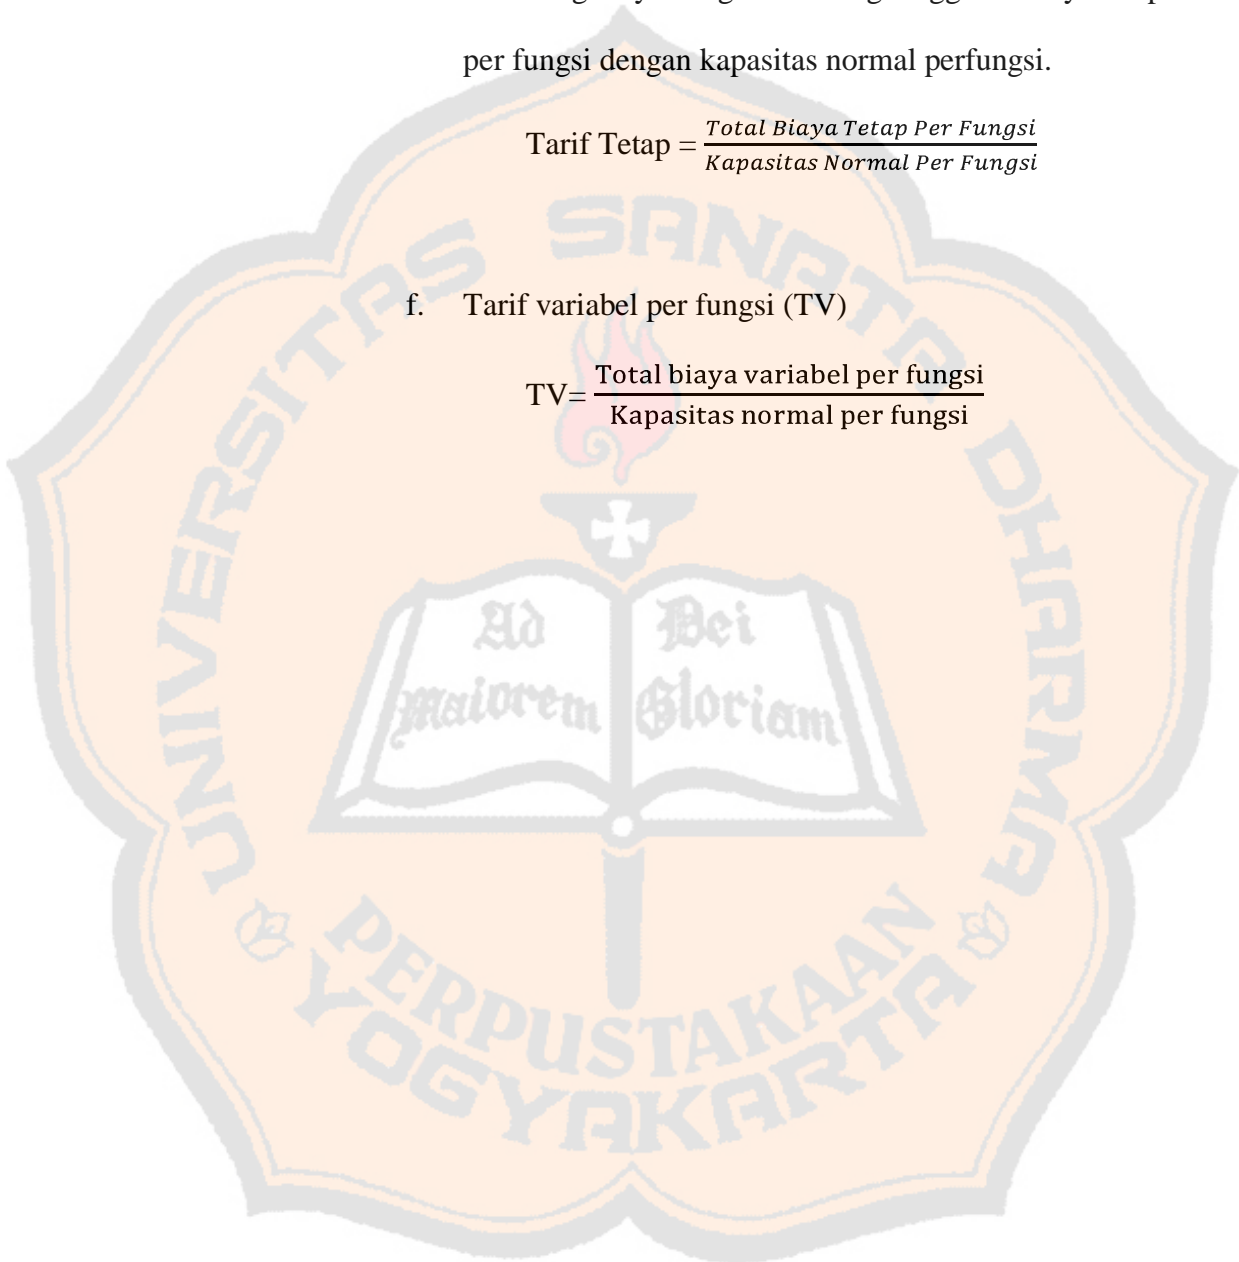 per fungsi dengan kapasitas normal perfungsi.
Tarif Tetap = Total Biaya Tetap Per Fungsi / Kapasitas Normal Per Fungsi
f. Tarif variabel per fungsi (TV)
TV= Total biaya variabel per fungsi / Kapasitas normal per fungsi
UNIVERSITAS SANATA DHARMA
Ad Dei
Maiorem Gloriam
PERPUSTAKAAN
YOGYAKARTA